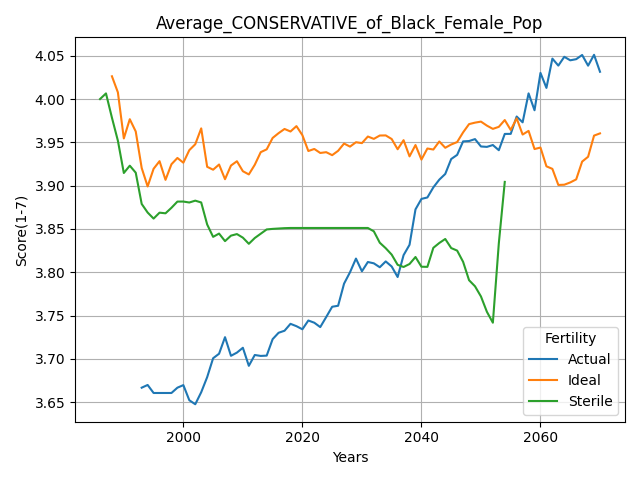 Average_CONSERVATIVE_of_Black_Female_Pop
4.05
4.00
3.95
3.90
3.85
3.80
3.75
3.70
3.65
Score(1-7)
2000
2020
2040
2060
Years
Fertility
Actual
Ideal
Sterile